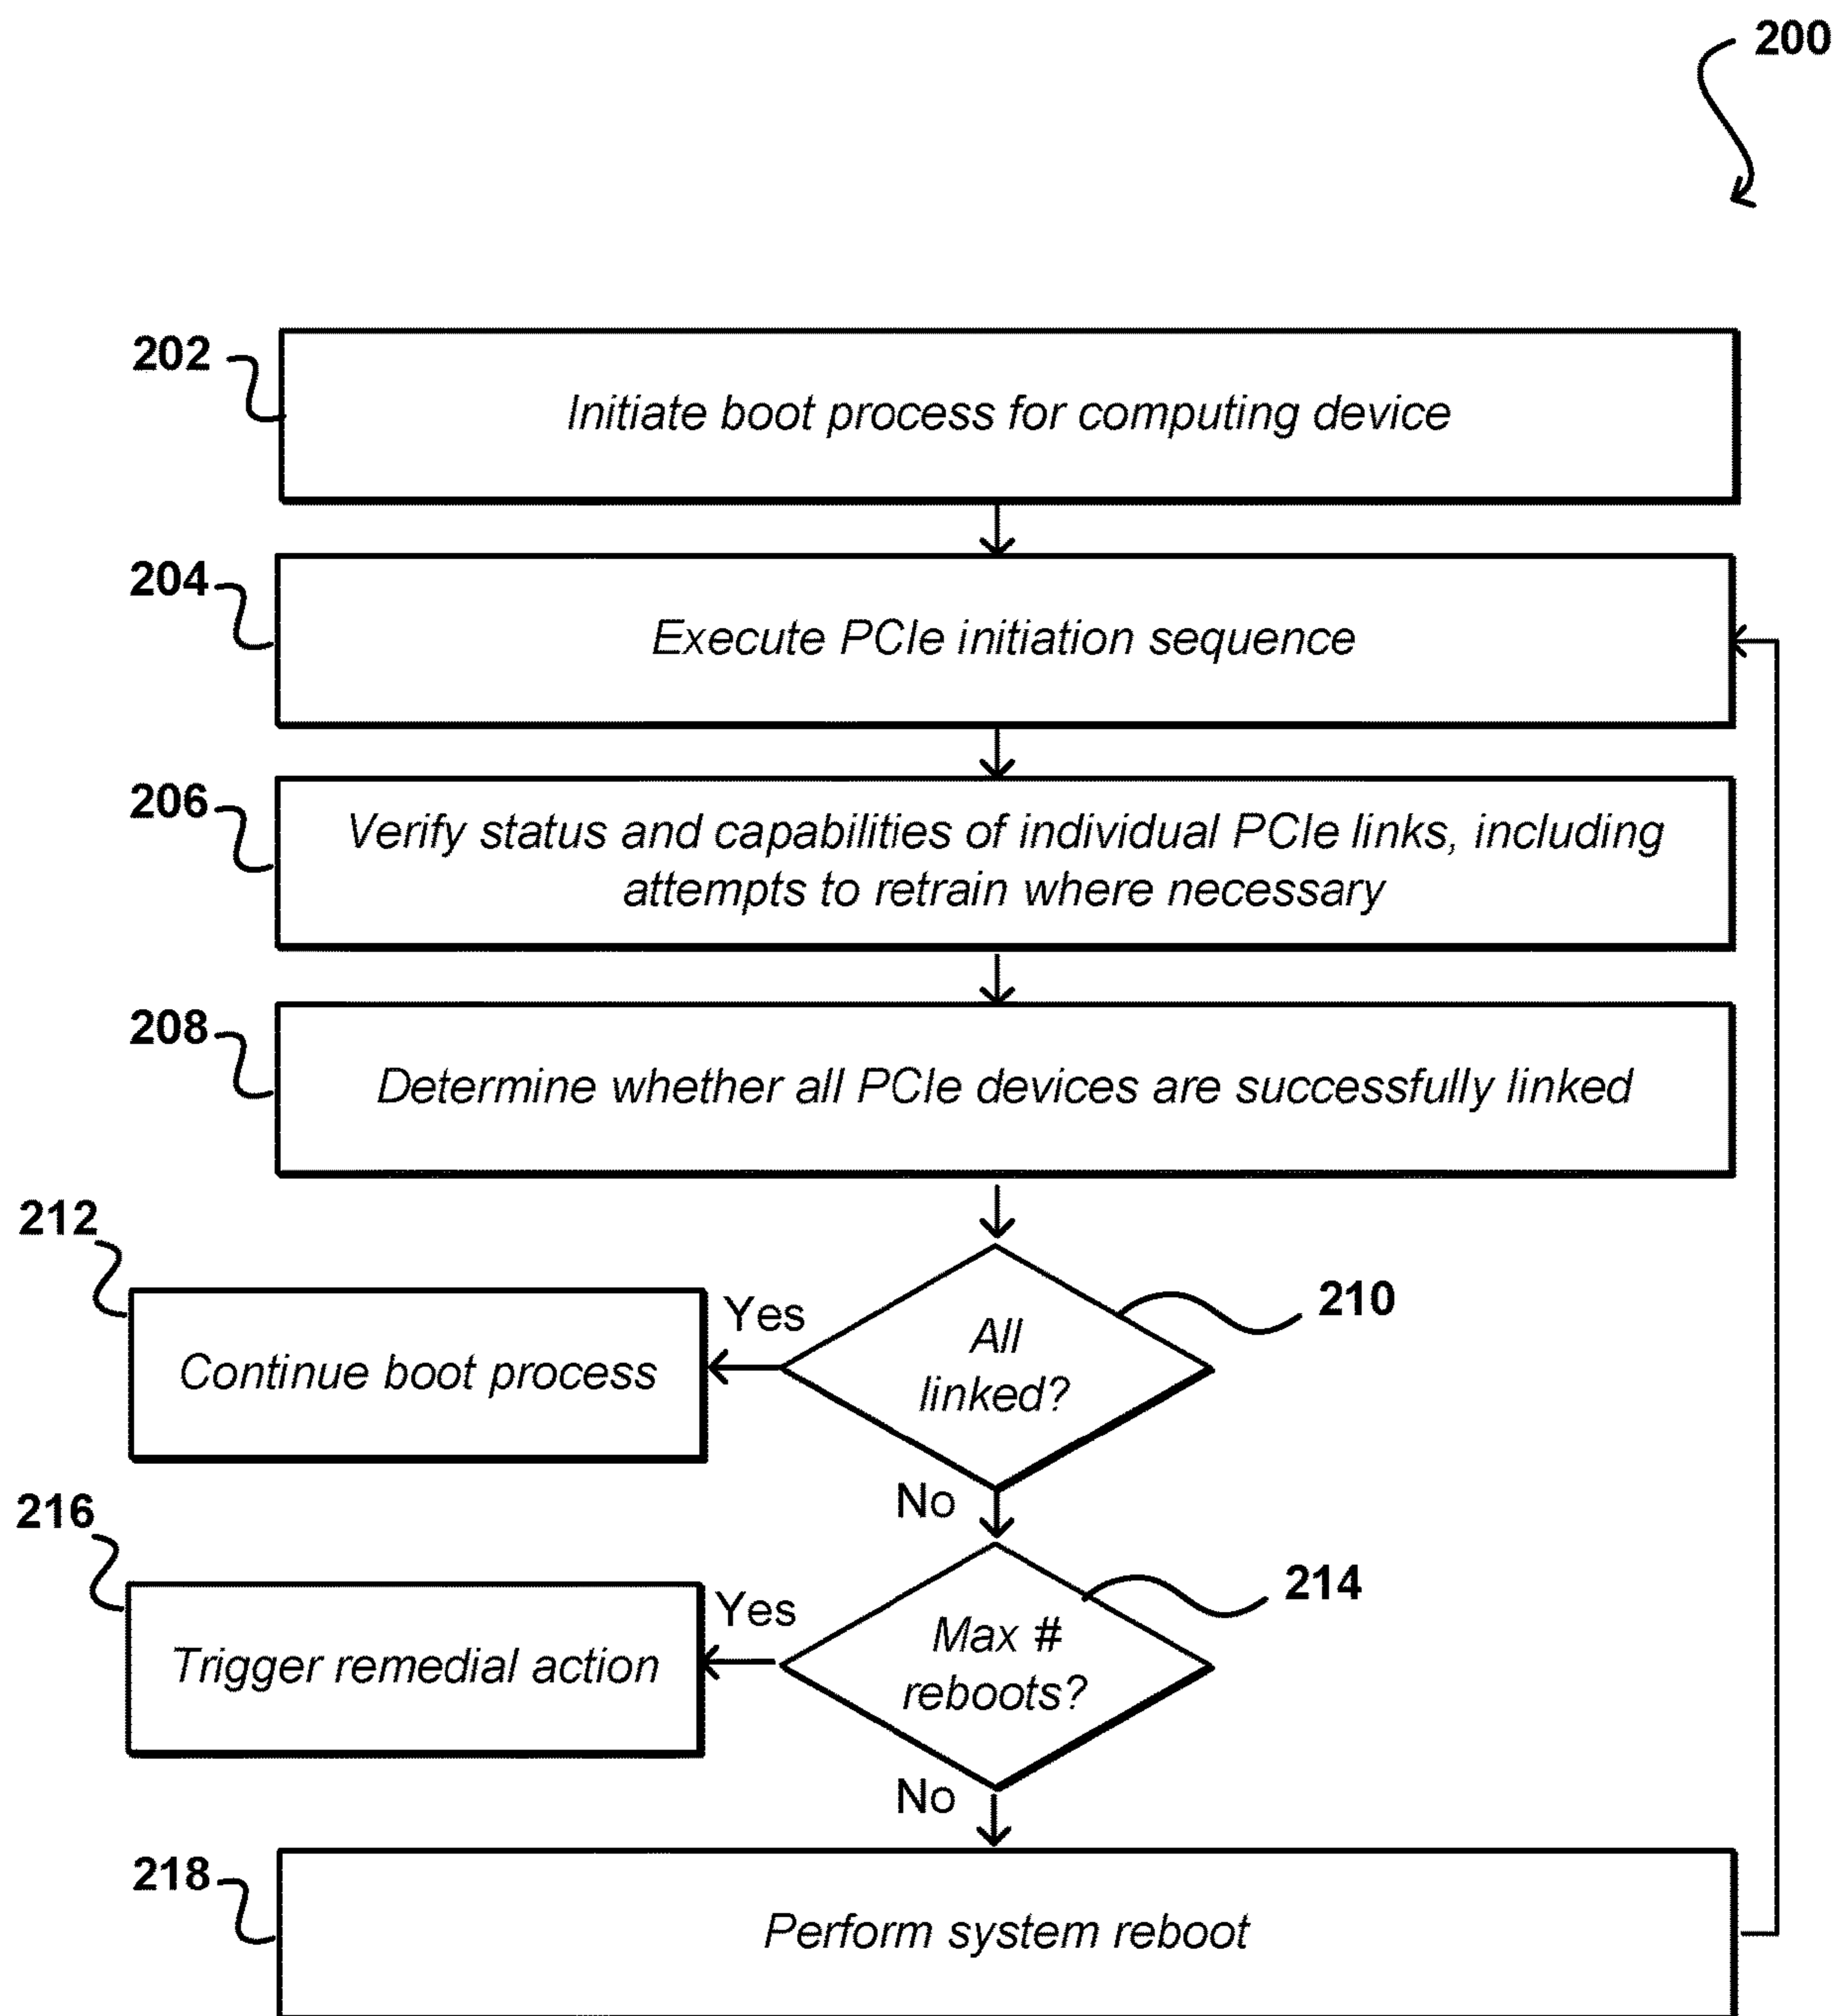 200
202
Initiate boot process for computing device
204
Execute PCIe initiation sequence
206
Verify status and capabilities of individual PCIe links, including
attempts to retrain where necessary
208
Determine whether all PCIe devices are successfully linked
212
Continue boot process
Yes
All
linked?
210
No
216
Trigger remedial action
Yes
Max #
reboots?
214
No
218
Perform system reboot